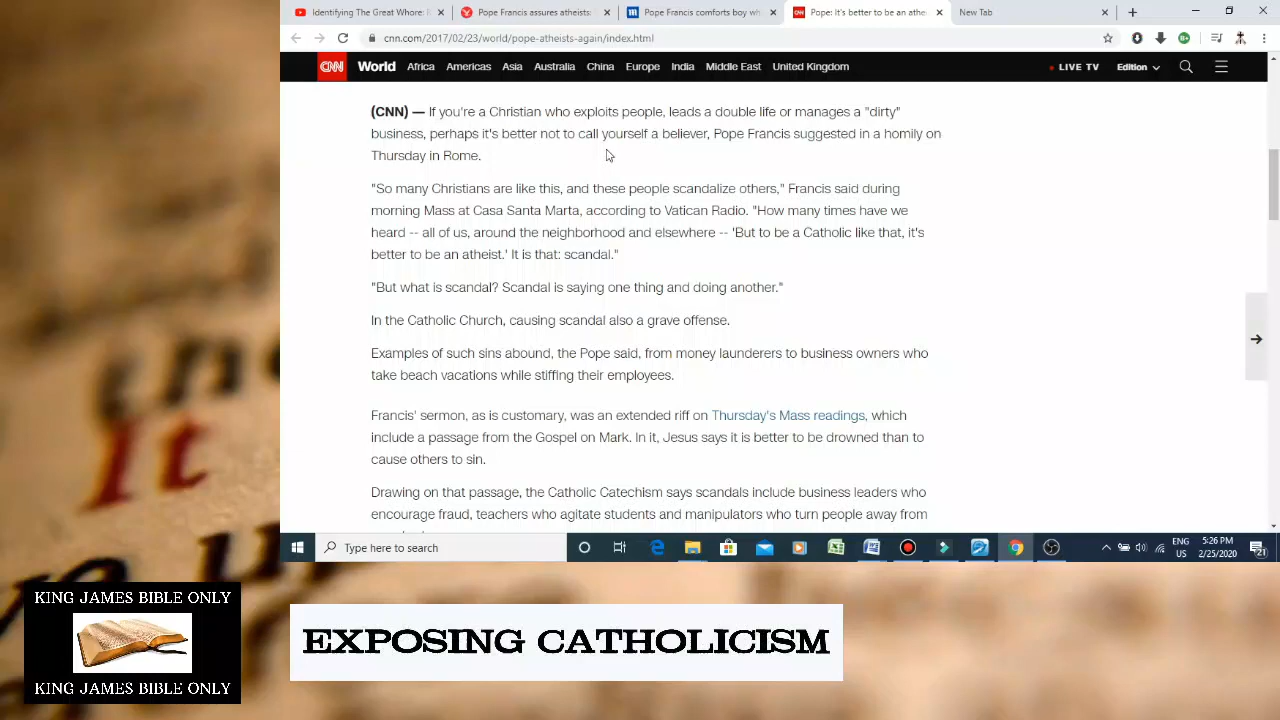 Identifying The Great Whore: R
Pope Francis assures atheists:
Pope Francis comforts boy wh
Pope: It's better to be an athe
New Tab
cnn.com/2017/02/23/world/pope-atheists-again/index.html
CNN World Africa Americas Asia Australia China Europe India Middle East United Kingdom LIVE TV Edition
(CNN) — If you're a Christian who exploits people, leads a double life or manages a "dirty"
business, perhaps it's better not to call yourself a believer, Pope Francis suggested in a homily on
Thursday in Rome.
"So many Christians are like this, and these people scandalize others," Francis said during
morning Mass at Casa Santa Marta, according to Vatican Radio. "How many times have we
heard -- all of us, around the neighborhood and elsewhere -- 'But to be a Catholic like that, it's
better to be an atheist.' It is that: scandal."
"But what is scandal? Scandal is saying one thing and doing another."
In the Catholic Church, causing scandal also a grave offense.
Examples of such sins abound, the Pope said, from money launderers to business owners who
take beach vacations while stiffing their employees.
Francis' sermon, as is customary, was an extended riff on Thursday's Mass readings, which
include a passage from the Gospel on Mark. In it, Jesus says it is better to be drowned than to
cause others to sin.
Drawing on that passage, the Catholic Catechism says scandals include business leaders who
encourage fraud, teachers who agitate students and manipulators who turn people away from
Type here to search
ENG
US
5:26 PM
2/25/2020
21
It
KING JAMES BIBLE ONLY
KING JAMES BIBLE ONLY
EXPOSING CATHOLICISM